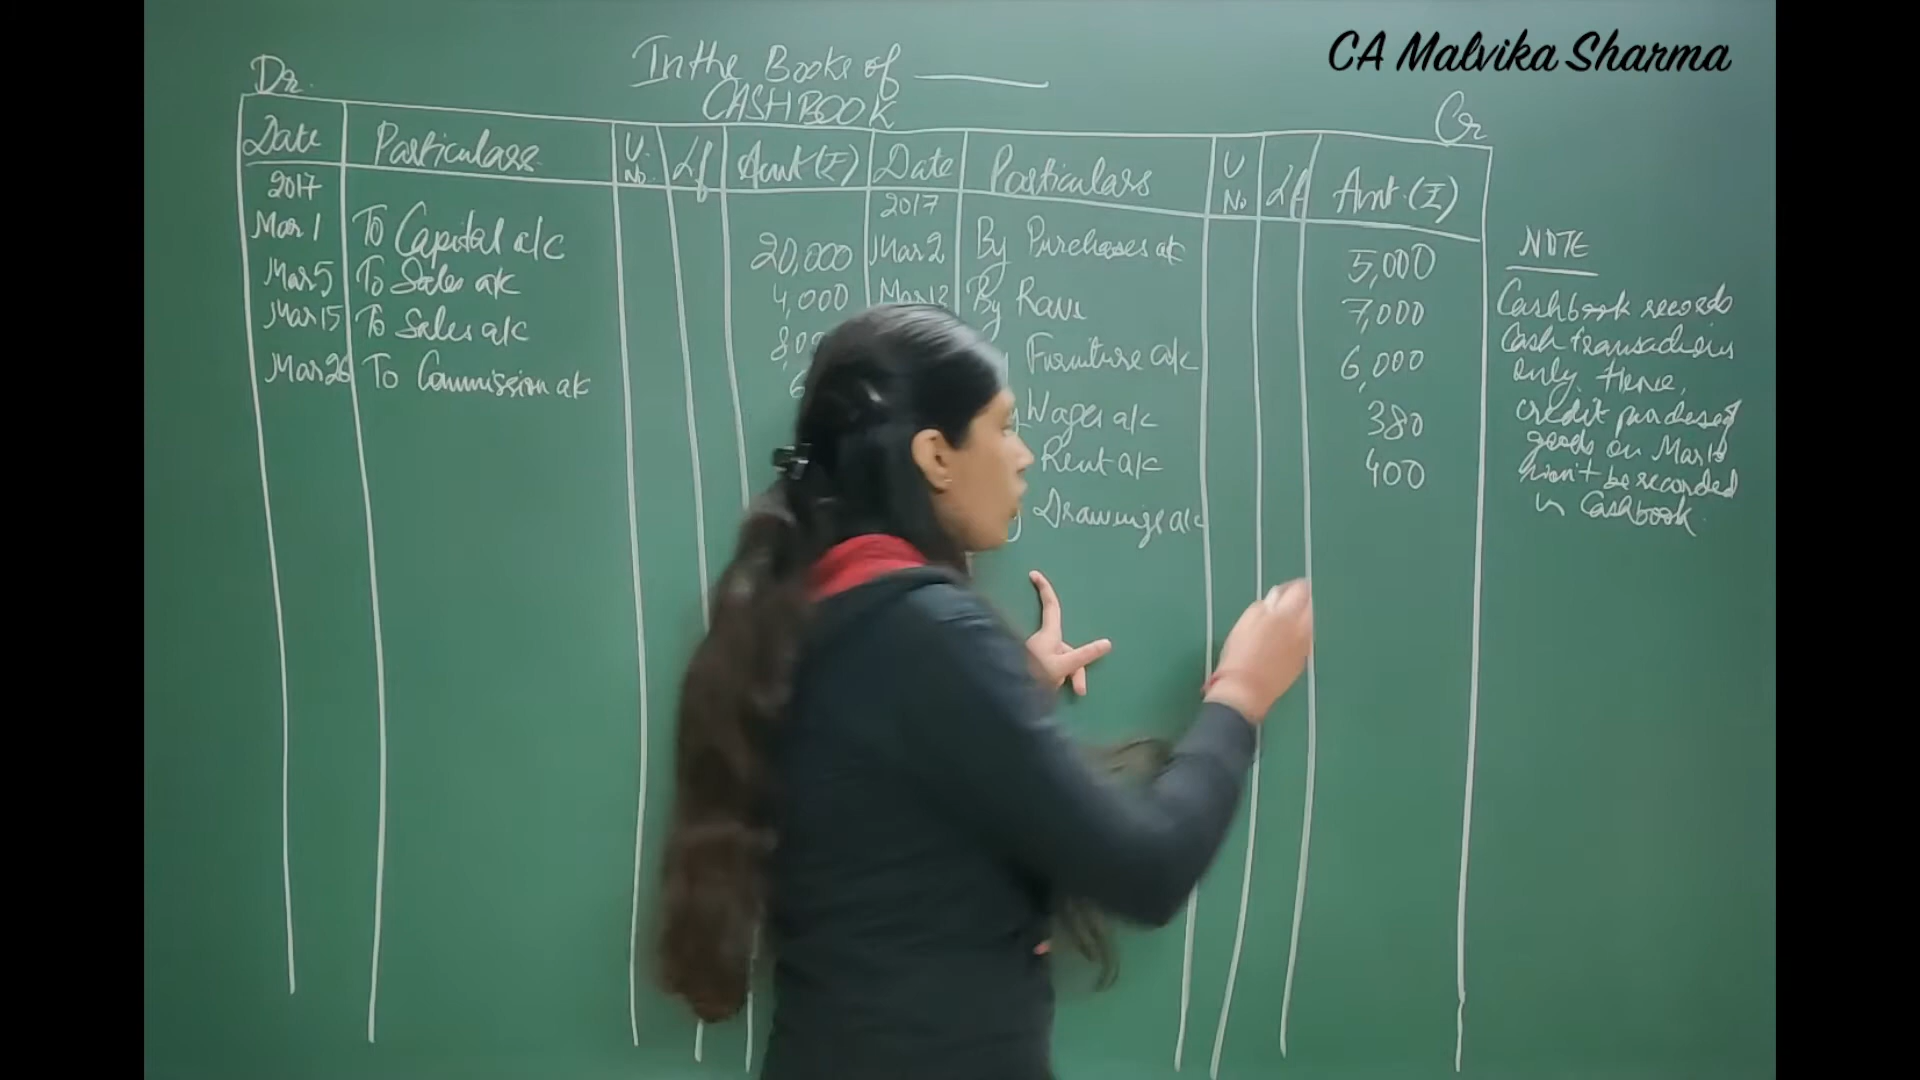 CA Malvika Sharma
In the Books of
CASHBOOK
Dr. Cr
Date Particulars V. No. Lf Amt (₹) Date Particulars V No Lf Amt. (₹)
2017 2017
Mar 1 To Capital a/c 20,000 Mar 2 By Purchases a/c 5,000
Mar 5 To Sales a/c 4,000 Mar 12 By Ravi 7,000
Mar 15 To Sales a/c Furniture a/c 6,000
Mar 26 To Commission a/c Wages a/c 380
Rent a/c 400
Drawings a/c
NOTE
Cashbook records
Cash transactions
only. Hence,
credit purchase of
goods on Mar
won't be recorded
in Cashbook.